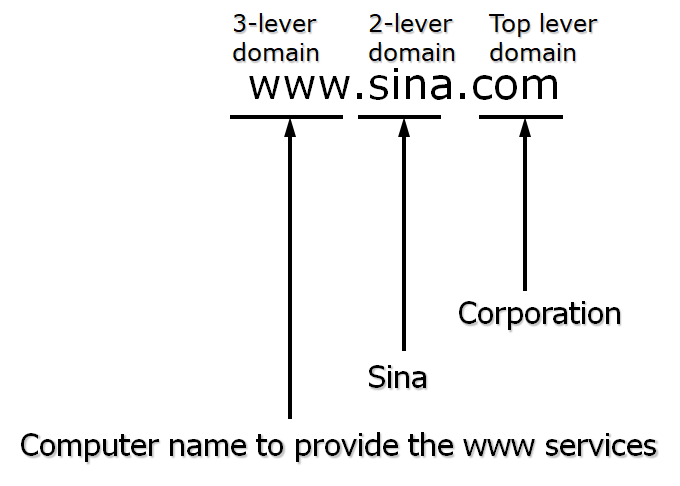 3-lever 2-lever Top lever
domain domain domain
www.sina.com
Corporation
Sina
Computer name to provide the www services